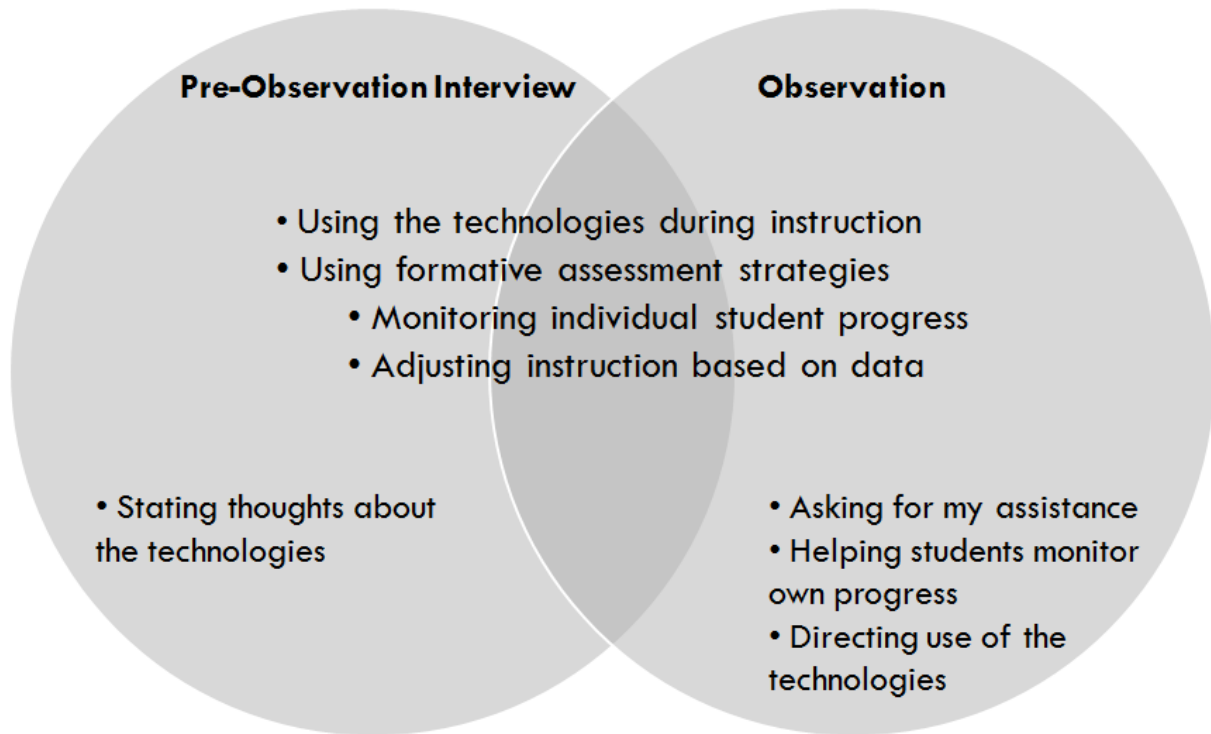 Pre-Observation Interview
Observation
• Using the technologies during instruction
• Using formative assessment strategies
• Monitoring individual student progress
• Adjusting instruction based on data
• Stating thoughts about
the technologies
• Asking for my assistance
• Helping students monitor
own progress
• Directing use of the
technologies